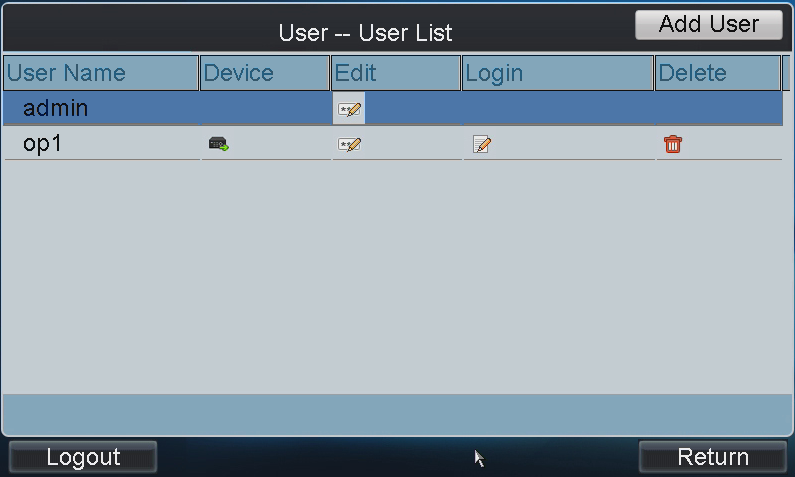 User -- User List
Add User
User Name Device Edit Login Delete
admin
op1
Logout Return